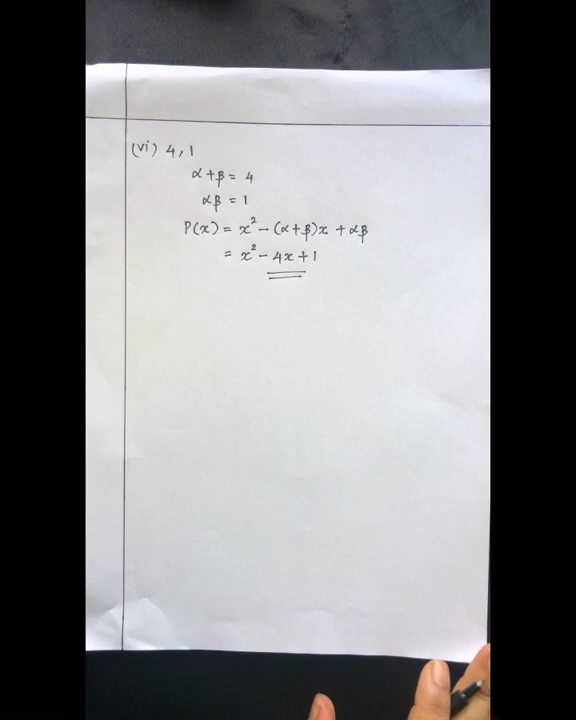 (vi) 4,1
α+β = 4
αβ = 1
P(x) = x² - (α+β)x + αβ
= x² - 4x + 1